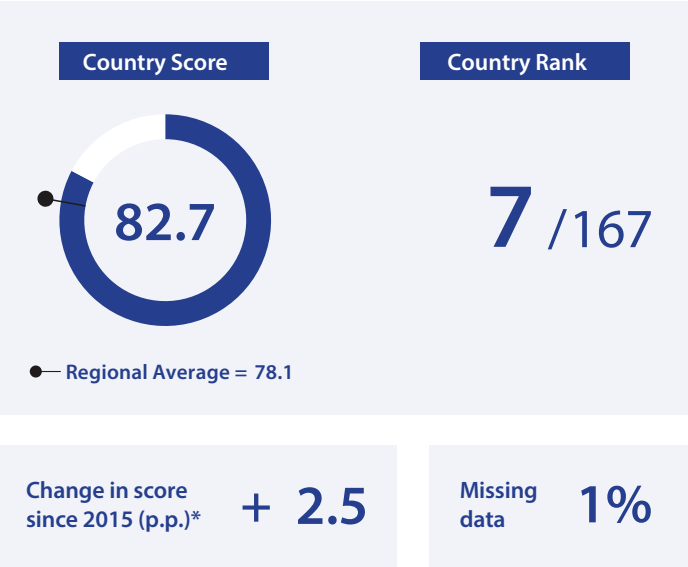 Country Score
Country Rank
82.7
7 /167
Regional Average = 78.1
Change in score
since 2015 (p.p.)*
+ 2.5
Missing
data
1%